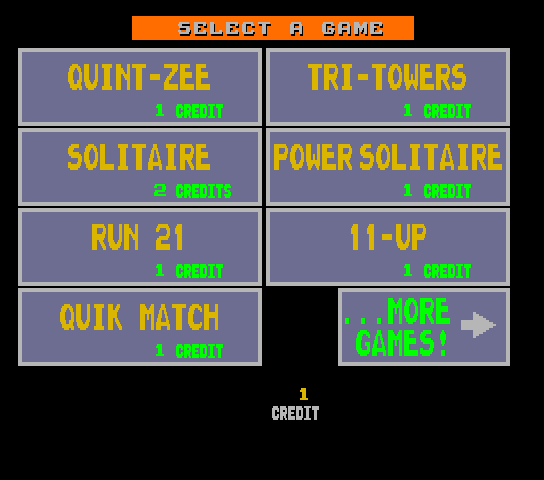 SELECT A GAME
QUINT-ZEE
1 CREDIT
TRI-TOWERS
1 CREDIT
SOLITAIRE
2 CREDITS
POWER SOLITAIRE
1 CREDIT
RUN 21
1 CREDIT
11-UP
1 CREDIT
QUIK MATCH
1 CREDIT
...MORE
GAMES!
1
CREDIT